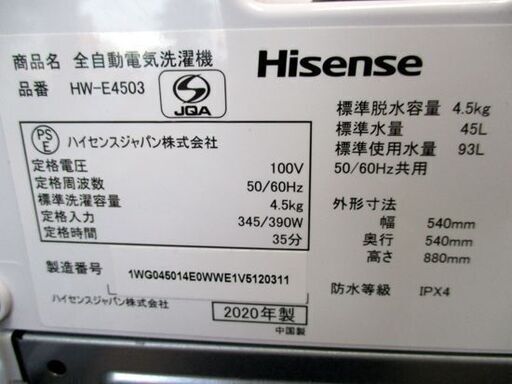 商品名 全自動電気洗濯機
品番 HW-E4503
JQA
Hisense
PS
E
ハイセンスジャパン株式会社
定格電圧 100V
定格周波数 50/60Hz
標準洗濯容量 4.5kg
定格入力 345/390W
定格時間 35分
製造番号 1WG045014E0WWE1V5120311
ハイセンスジャパン株式会社
2020年製
中国製
標準脱水容量 4.5kg
標準水量 45L
標準使用水量 93L
50/60Hz共用
外形寸法
幅 540mm
奥行 540mm
高さ 880mm
防水等級 IPX4